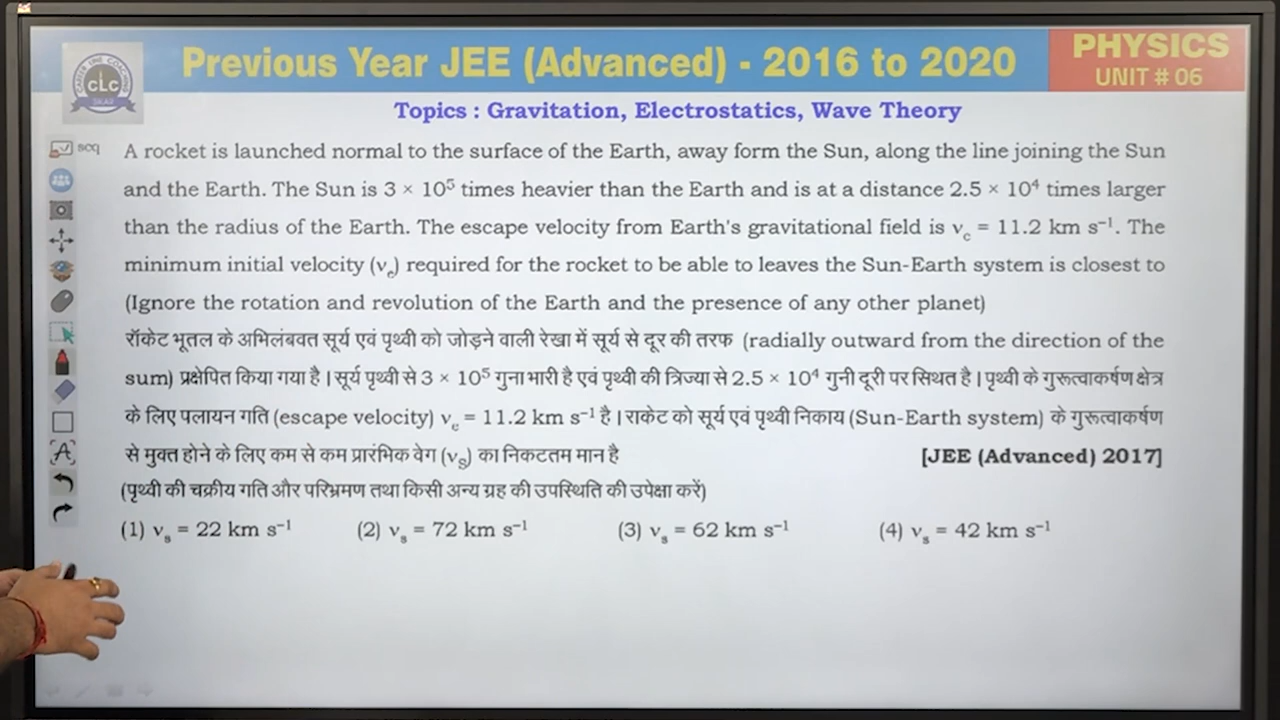 Previous Year JEE (Advanced) - 2016 to 2020
PHYSICS
UNIT # 06
CLC
SIKAR
Topics : Gravitation, Electrostatics, Wave Theory
scq
A rocket is launched normal to the surface of the Earth, away form the Sun, along the line joining the Sun
and the Earth. The Sun is 3 × 10⁵ times heavier than the Earth and is at a distance 2.5 × 10⁴ times larger
than the radius of the Earth. The escape velocity from Earth's gravitational field is vₑ = 11.2 km s⁻¹. The
minimum initial velocity (vₑ) required for the rocket to be able to leaves the Sun-Earth system is closest to
(Ignore the rotation and revolution of the Earth and the presence of any other planet)
रॉकेट भूतल के अभिलंबवत सूर्य एवं पृथ्वी को जोड़ने वाली रेखा में सूर्य से दूर की तरफ (radially outward from the direction of the
sum) प्रक्षेपित किया गया है। सूर्य पृथ्वी से 3 × 10⁵ गुना भारी है एवं पृथ्वी की त्रिज्या से 2.5 × 10⁴ गुनी दूरी पर सिथत है। पृथ्वी के गुरूत्वाकर्षण क्षेत्र
के लिए पलायन गति (escape velocity) vₑ = 11.2 km s⁻¹ है। राकेट को सूर्य एवं पृथ्वी निकाय (Sun-Earth system) के गुरूत्वाकर्षण
से मुक्त होने के लिए कम से कम प्रारंभिक वेग (vₛ) का निकटतम मान है [JEE (Advanced) 2017]
(पृथ्वी की चक्रीय गति और परिभ्रमण तथा किसी अन्य ग्रह की उपस्थिति की उपेक्षा करें)
(1) vₛ = 22 km s⁻¹ (2) vₛ = 72 km s⁻¹ (3) vₛ = 62 km s⁻¹ (4) vₛ = 42 km s⁻¹